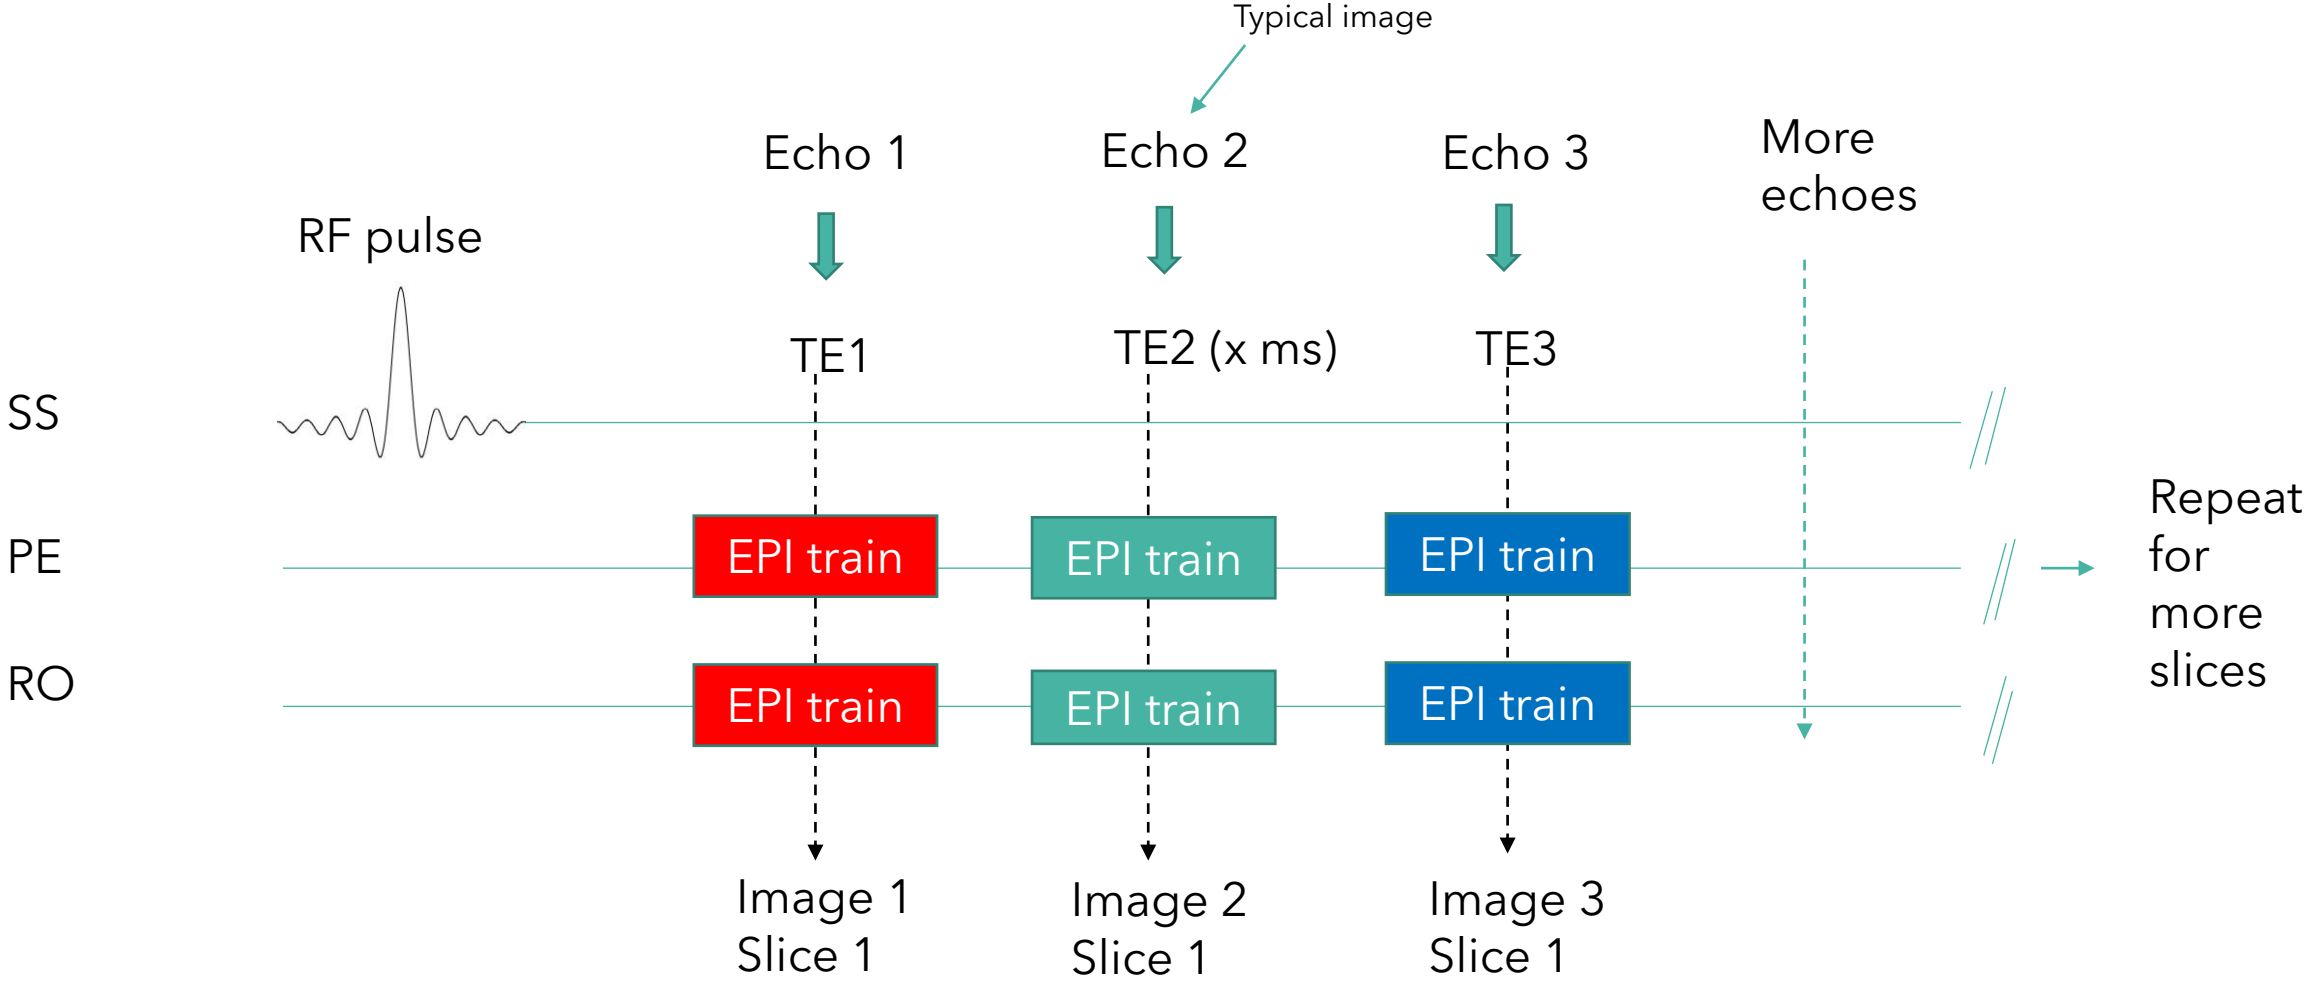 Typical image
Echo 1
Echo 2
Echo 3
More
echoes
RF pulse
TE1
TE2 (x ms)
TE3
SS
PE
EPI train
EPI train
EPI train
RO
EPI train
EPI train
EPI train
Repeat
for
more
slices
Image 1
Slice 1
Image 2
Slice 1
Image 3
Slice 1